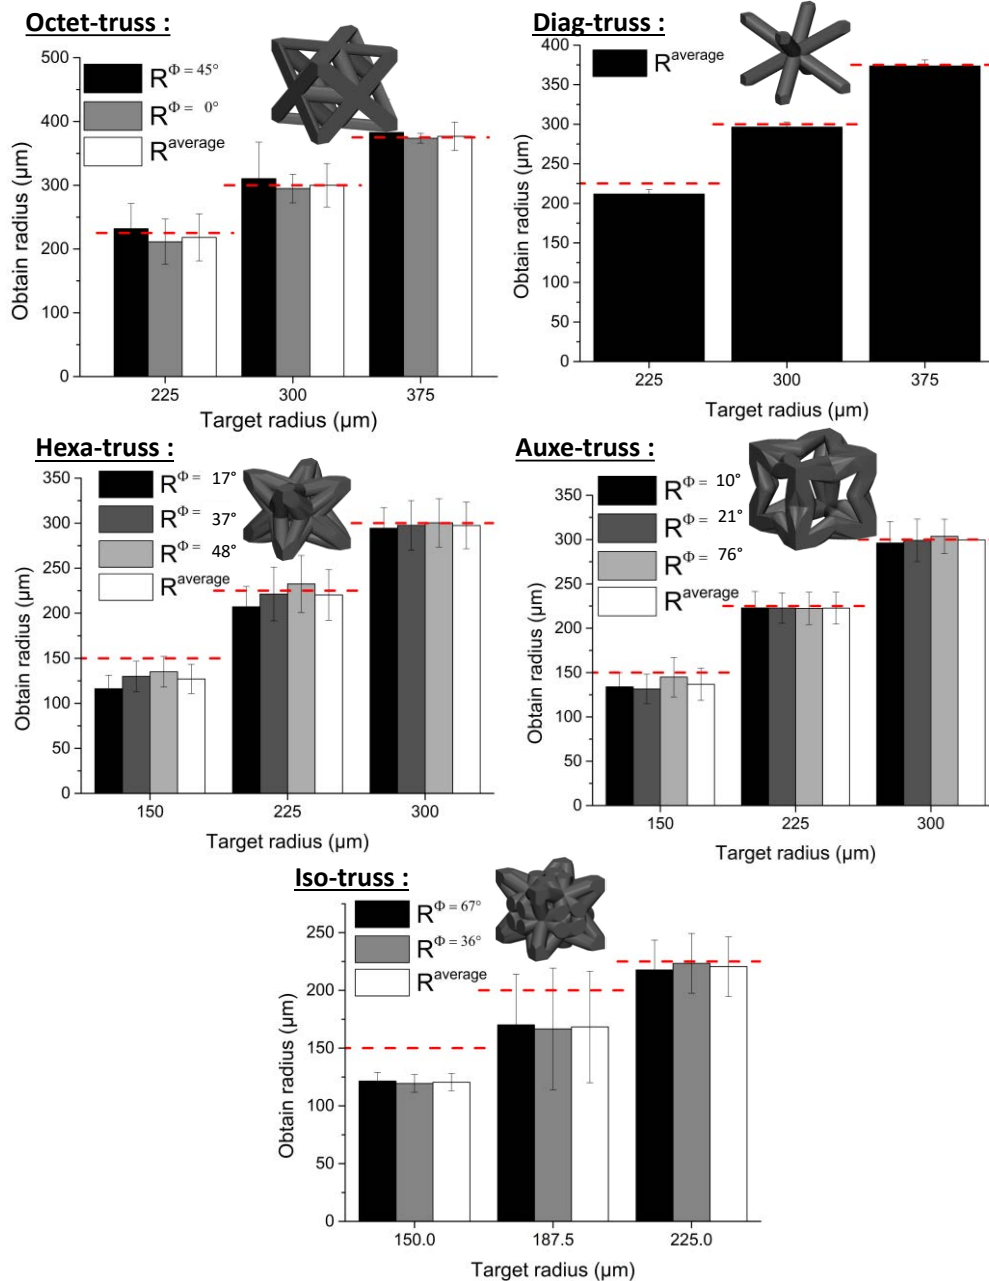 Octet-truss :
500
400
300
200
100
0
Obtain radius (μm)
R^Φ = 45°
R^Φ = 0°
R^average
225 300 375
Target radius (μm)
Diag-truss :
400
350
300
250
200
150
100
50
0
Obtain radius (μm)
R^average
225 300 375
Target radius (μm)
Hexa-truss :
350
300
250
200
150
100
50
0
Obtain radius (μm)
R^Φ = 17°
R^Φ = 37°
R^Φ = 48°
R^average
150 225 300
Target radius (μm)
Auxe-truss :
350
300
250
200
150
100
50
0
Obtain radius (μm)
R^Φ = 10°
R^Φ = 21°
R^Φ = 76°
R^average
150 225 300
Target radius (μm)
Iso-truss :
250
200
150
100
50
0
Obtain radius (μm)
R^Φ = 67°
R^Φ = 36°
R^average
150.0 187.5 225.0
Target radius (μm)